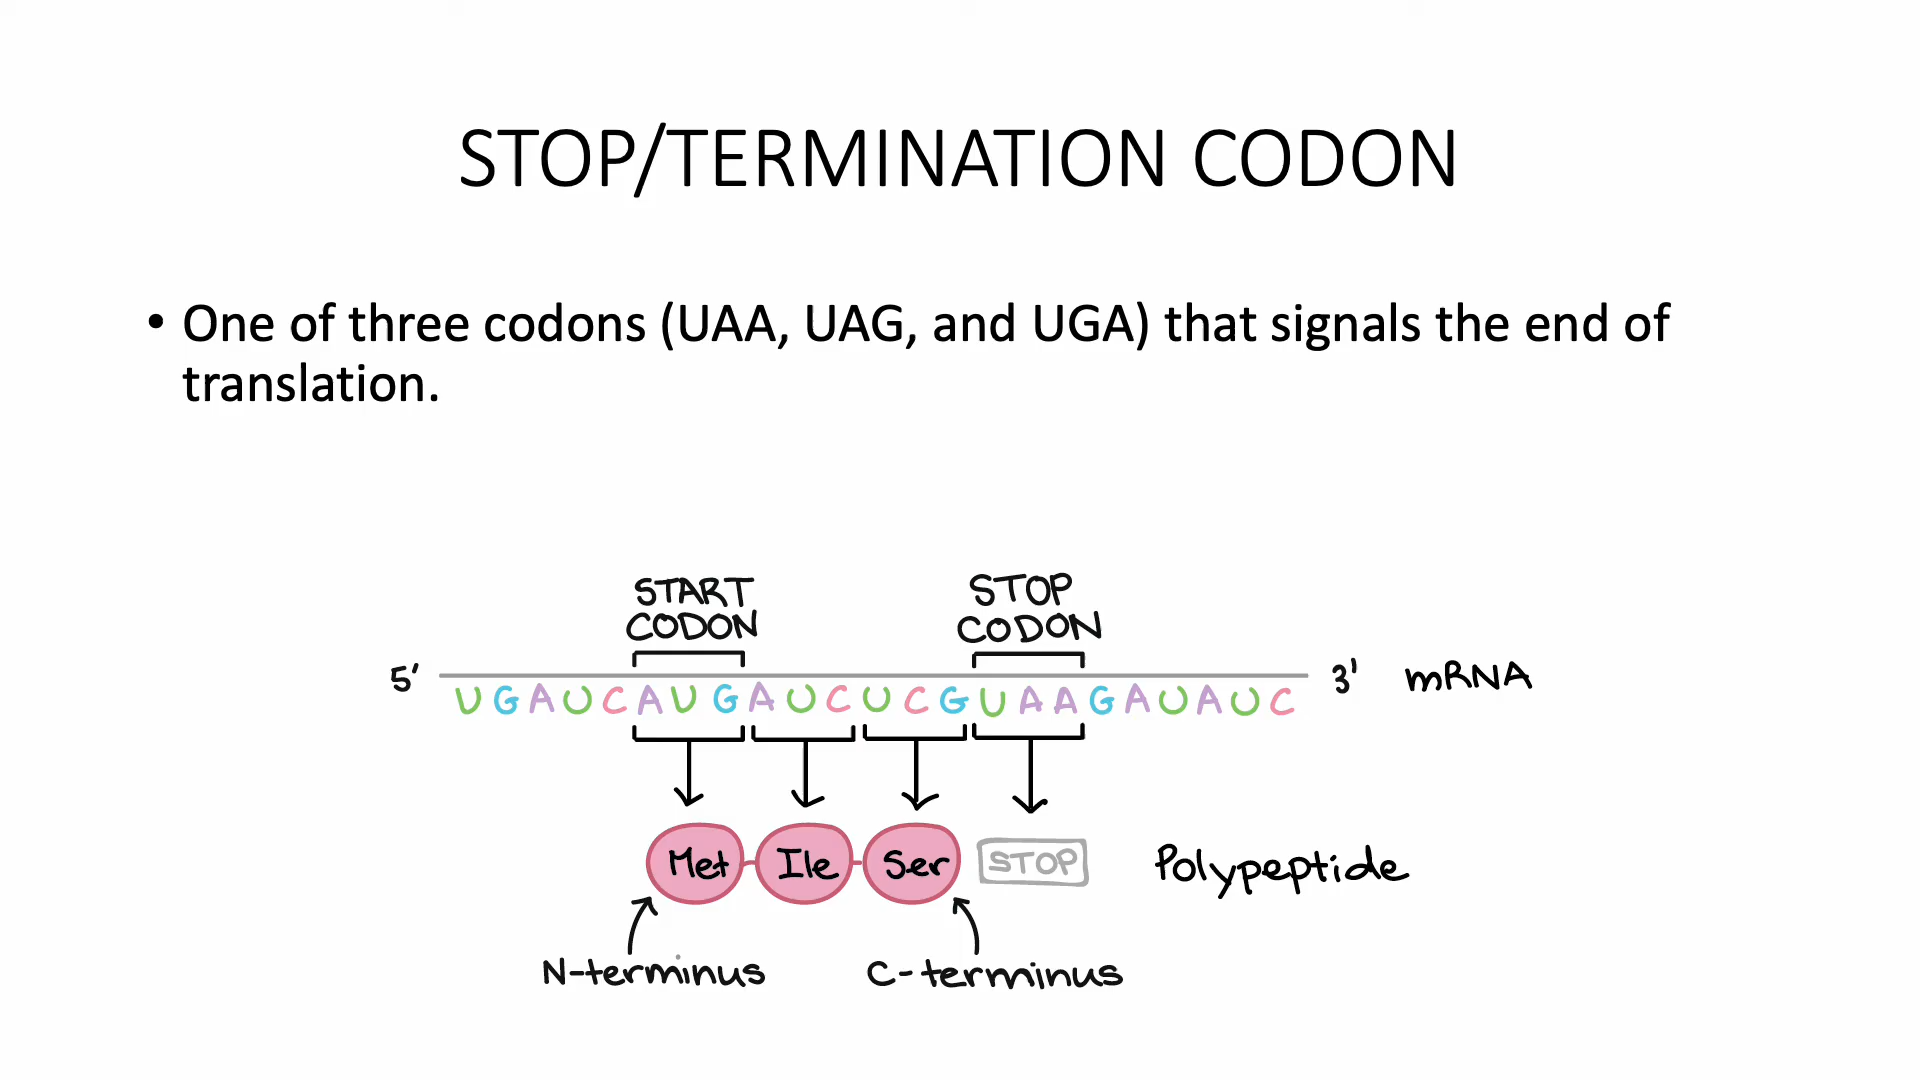 STOP/TERMINATION CODON
• One of three codons (UAA, UAG, and UGA) that signals the end of
translation.
START
CODON
STOP
CODON
5' 3' mRNA
UGAUCAUGAUCUCGUAAGAUAUC
Met Ile Ser STOP Polypeptide
N-terminus C-terminus